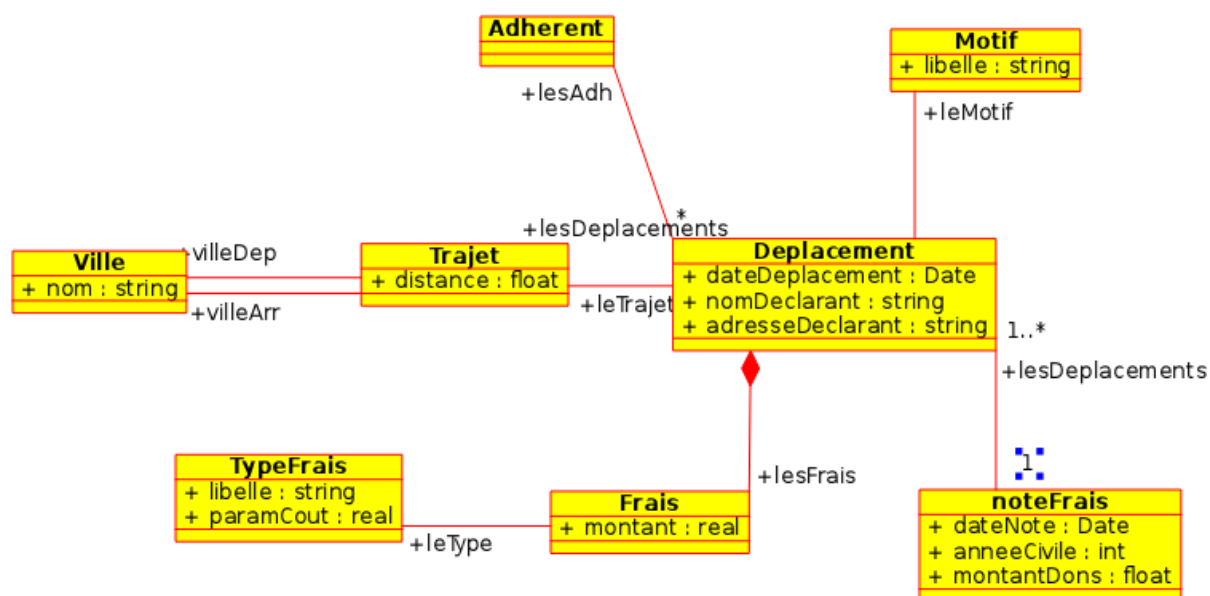 Adherent
+lesAdh
Motif
+ libelle : string
+leMotif
*
+lesDeplacements
Ville
+ nom : string
+villeDep
+villeArr
Trajet
+ distance : float
+leTrajet
Deplacement
+ dateDeplacement : Date
+ nomDeclarant : string
+ adresseDeclarant : string
1..*
+lesDeplacements
1
TypeFrais
+ libelle : string
+ paramCout : real
+leType
Frais
+ montant : real
+lesFrais
noteFrais
+ dateNote : Date
+ anneeCivile : int
+ montantDons : float